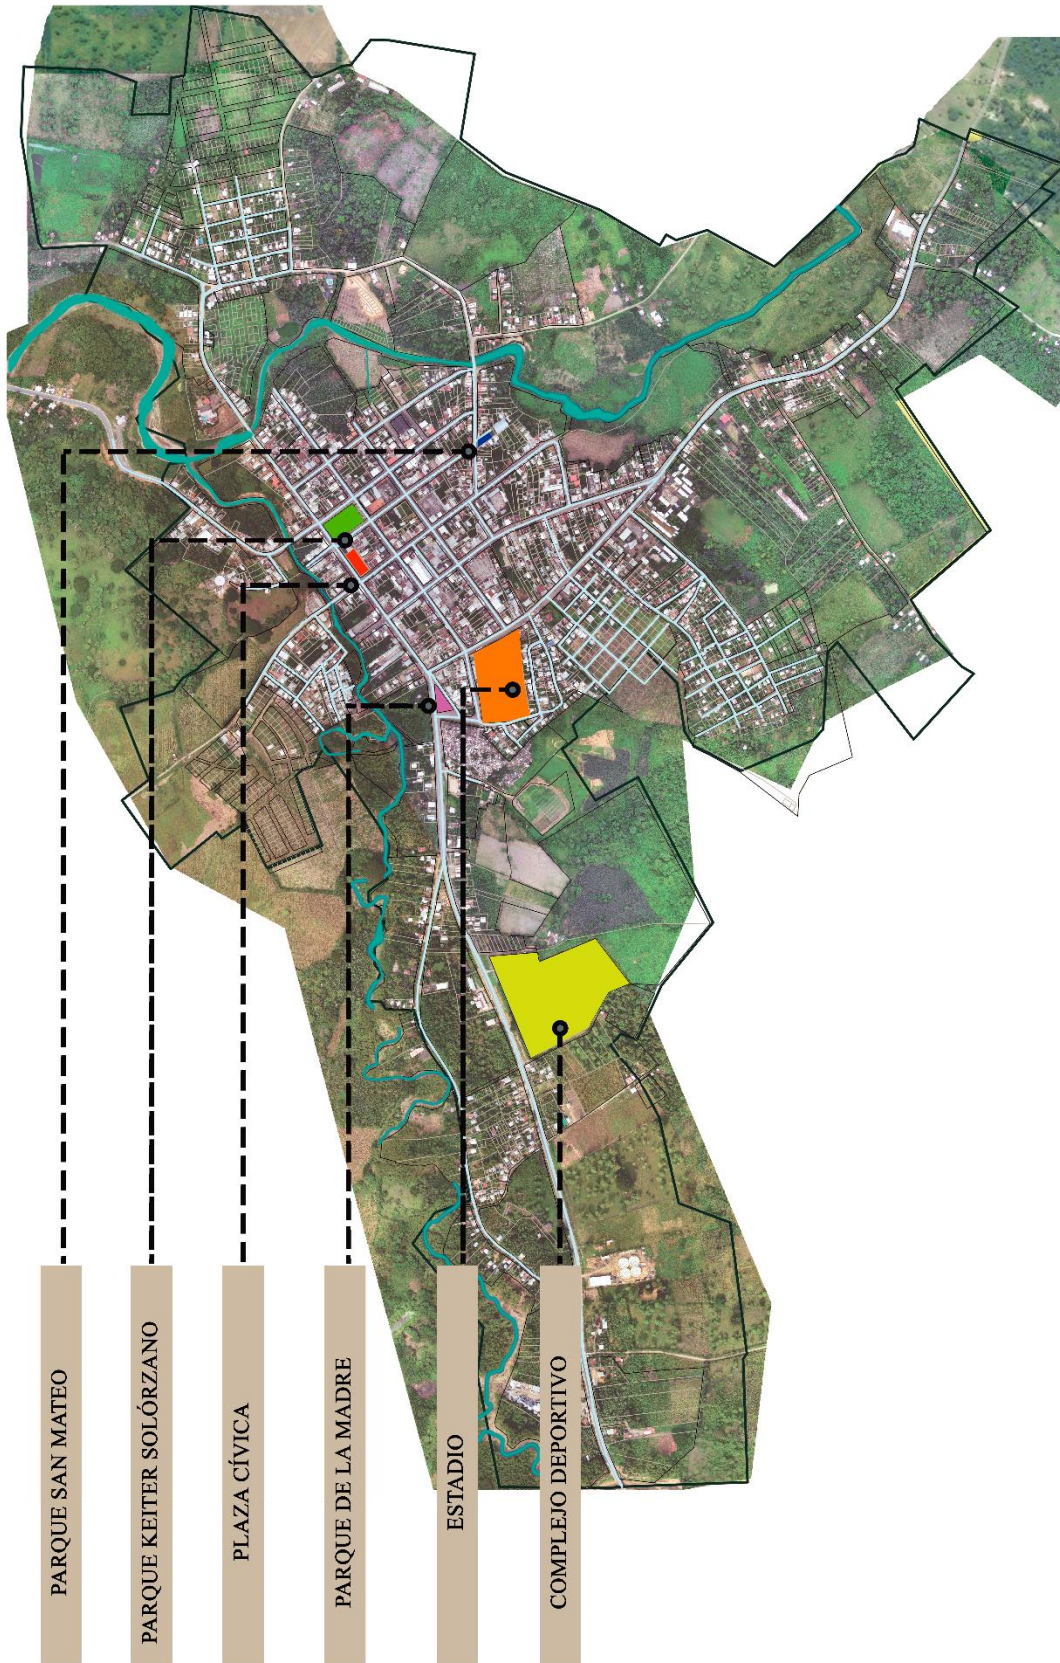 PARQUE SAN MATEO
PARQUE KEITER SOLÓRZANO
PLAZA CÍVICA
PARQUE DE LA MADRE
ESTADIO
COMPLEJO DEPORTIVO